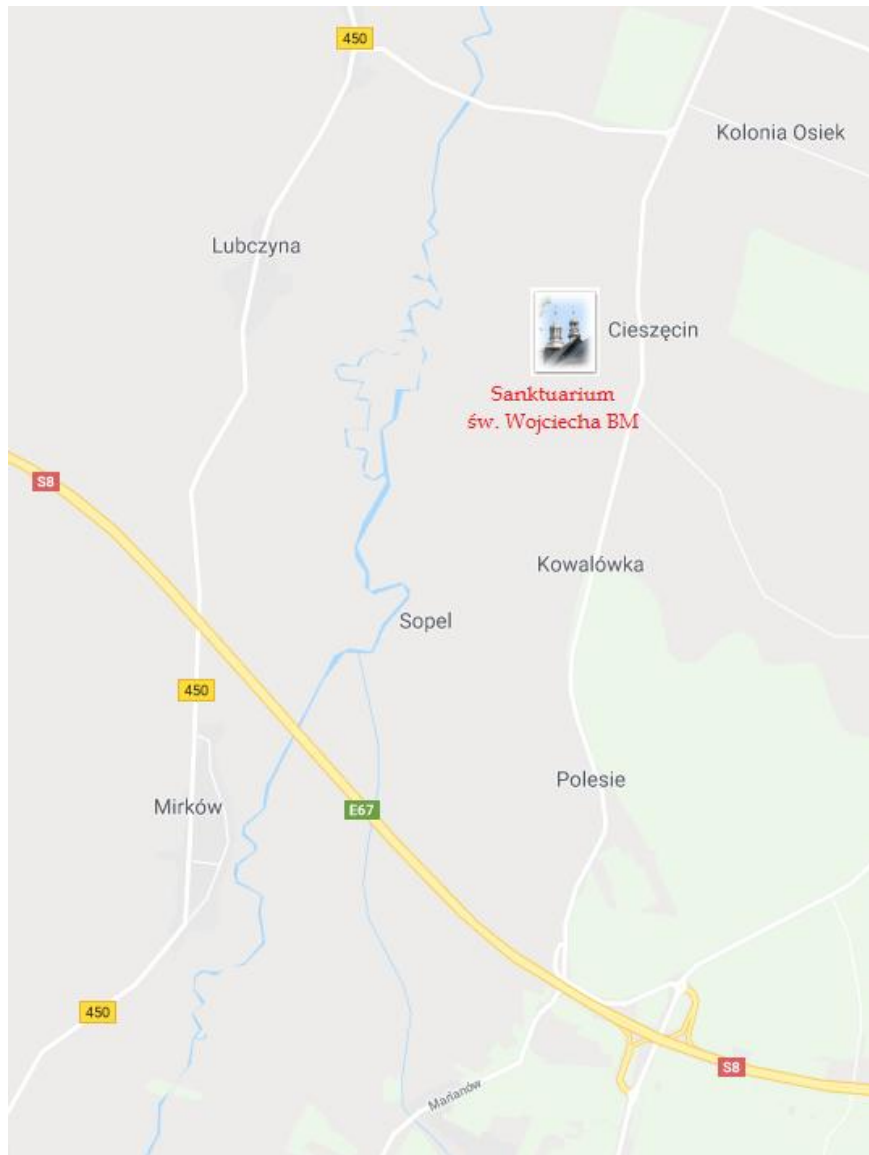 450
Kolonia Osiek
Lubczyna
Cieszęcin
Sanktuarium
św. Wojciecha BM
S8
Kowalówka
Sopel
450
Polesie
Mirków
E67
450
S8
Marianów